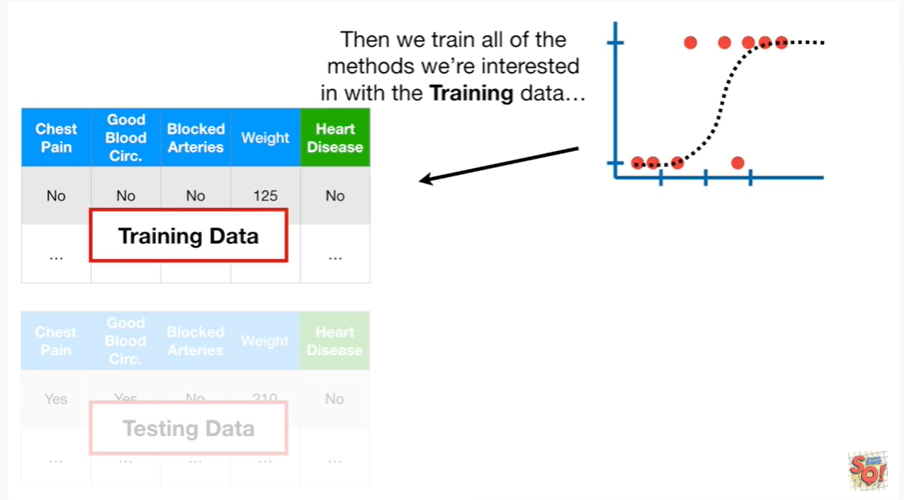 Then we train all of the
methods we're interested
in with the Training data…
Chest Pain
Good Blood Circ.
Blocked Arteries
Weight
Heart Disease
No
No
No
125
No
Training Data
...
...
Chest Pain
Good Blood Circ.
Blocked Arteries
Weight
Heart Disease
Yes
Yes
No
210
No
Testing Data
...
...
...
...
...
SQ!